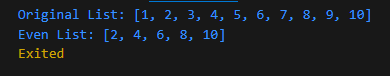 Original List: [1, 2, 3, 4, 5, 6, 7, 8, 9, 10]
Even List: [2, 4, 6, 8, 10]
Exited